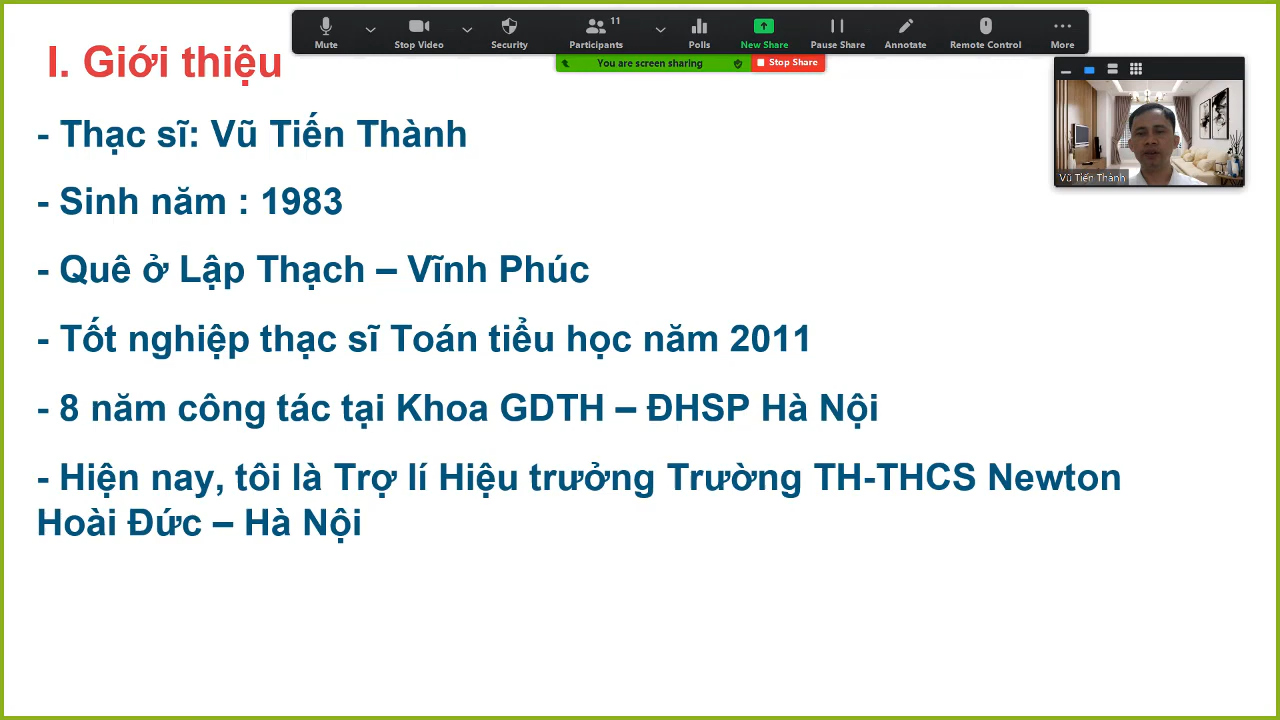 I. Giới thiệu
Mute
Stop Video
Security
Participants
11
Polls
New Share
Pause Share
Annotate
Remote Control
More
You are screen sharing
Stop Share
Vũ Tiến Thành
- Thạc sĩ: Vũ Tiến Thành
- Sinh năm : 1983
- Quê ở Lập Thạch – Vĩnh Phúc
- Tốt nghiệp thạc sĩ Toán tiểu học năm 2011
- 8 năm công tác tại Khoa GDTH – ĐHSP Hà Nội
- Hiện nay, tôi là Trợ lí Hiệu trưởng Trường TH-THCS Newton
Hoài Đức – Hà Nội